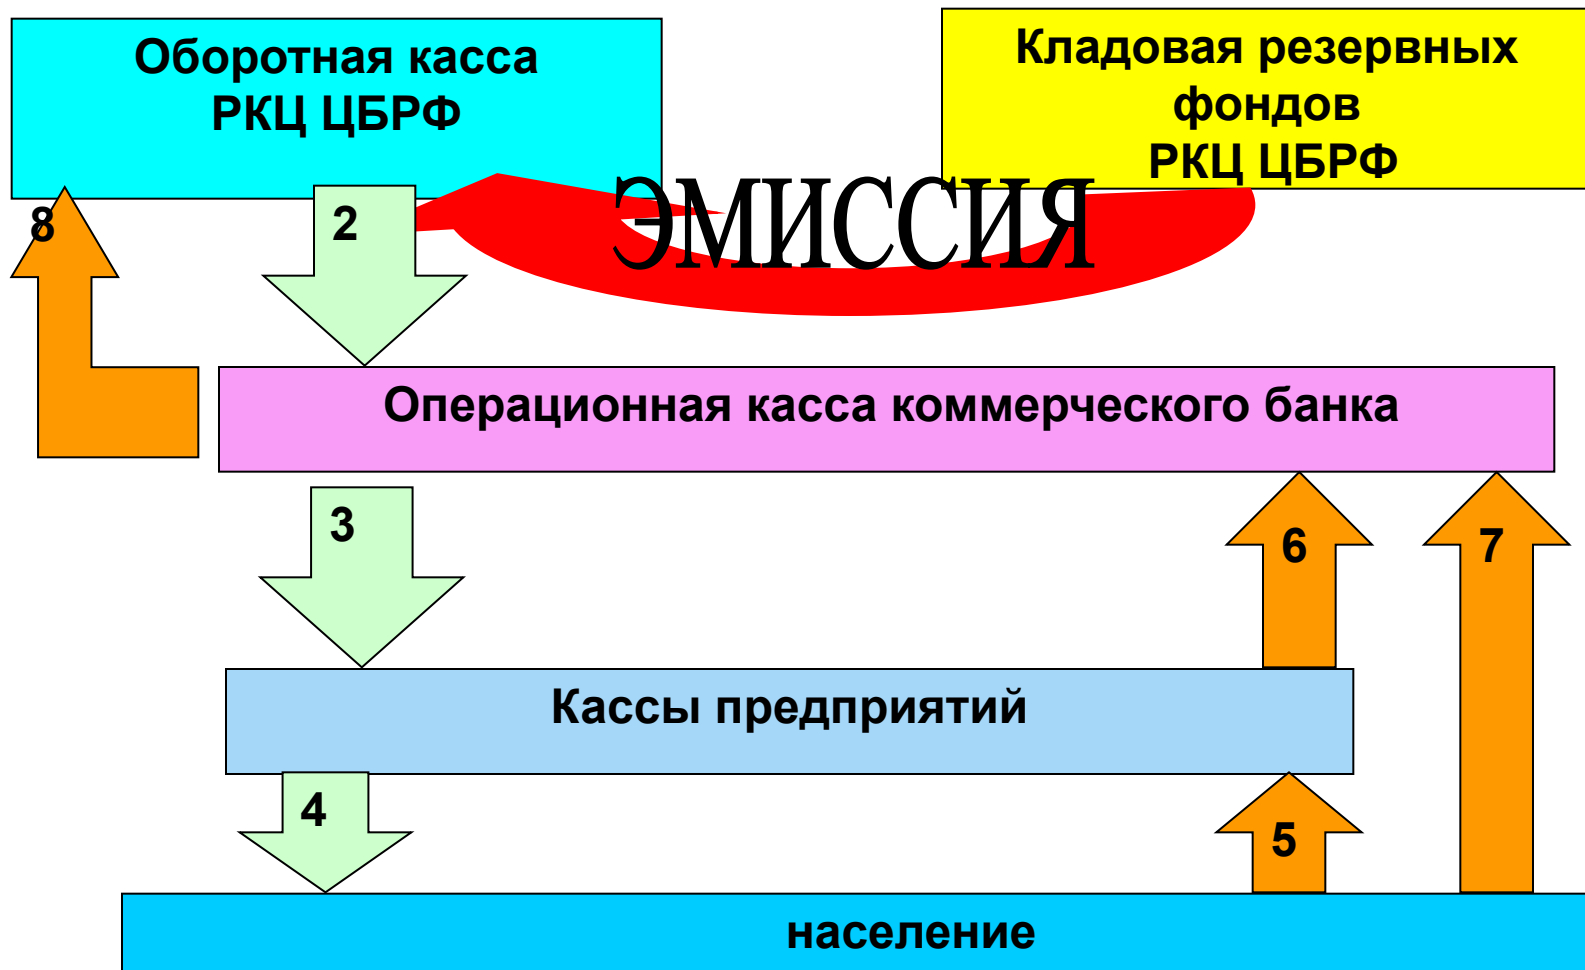 Оборотная касса
РКЦ ЦБРФ
Кладовая резервных
фондов
РКЦ ЦБРФ
ЭМИССИЯ
8
2
Операционная касса коммерческого банка
3
6
7
Кассы предприятий
4
5
население